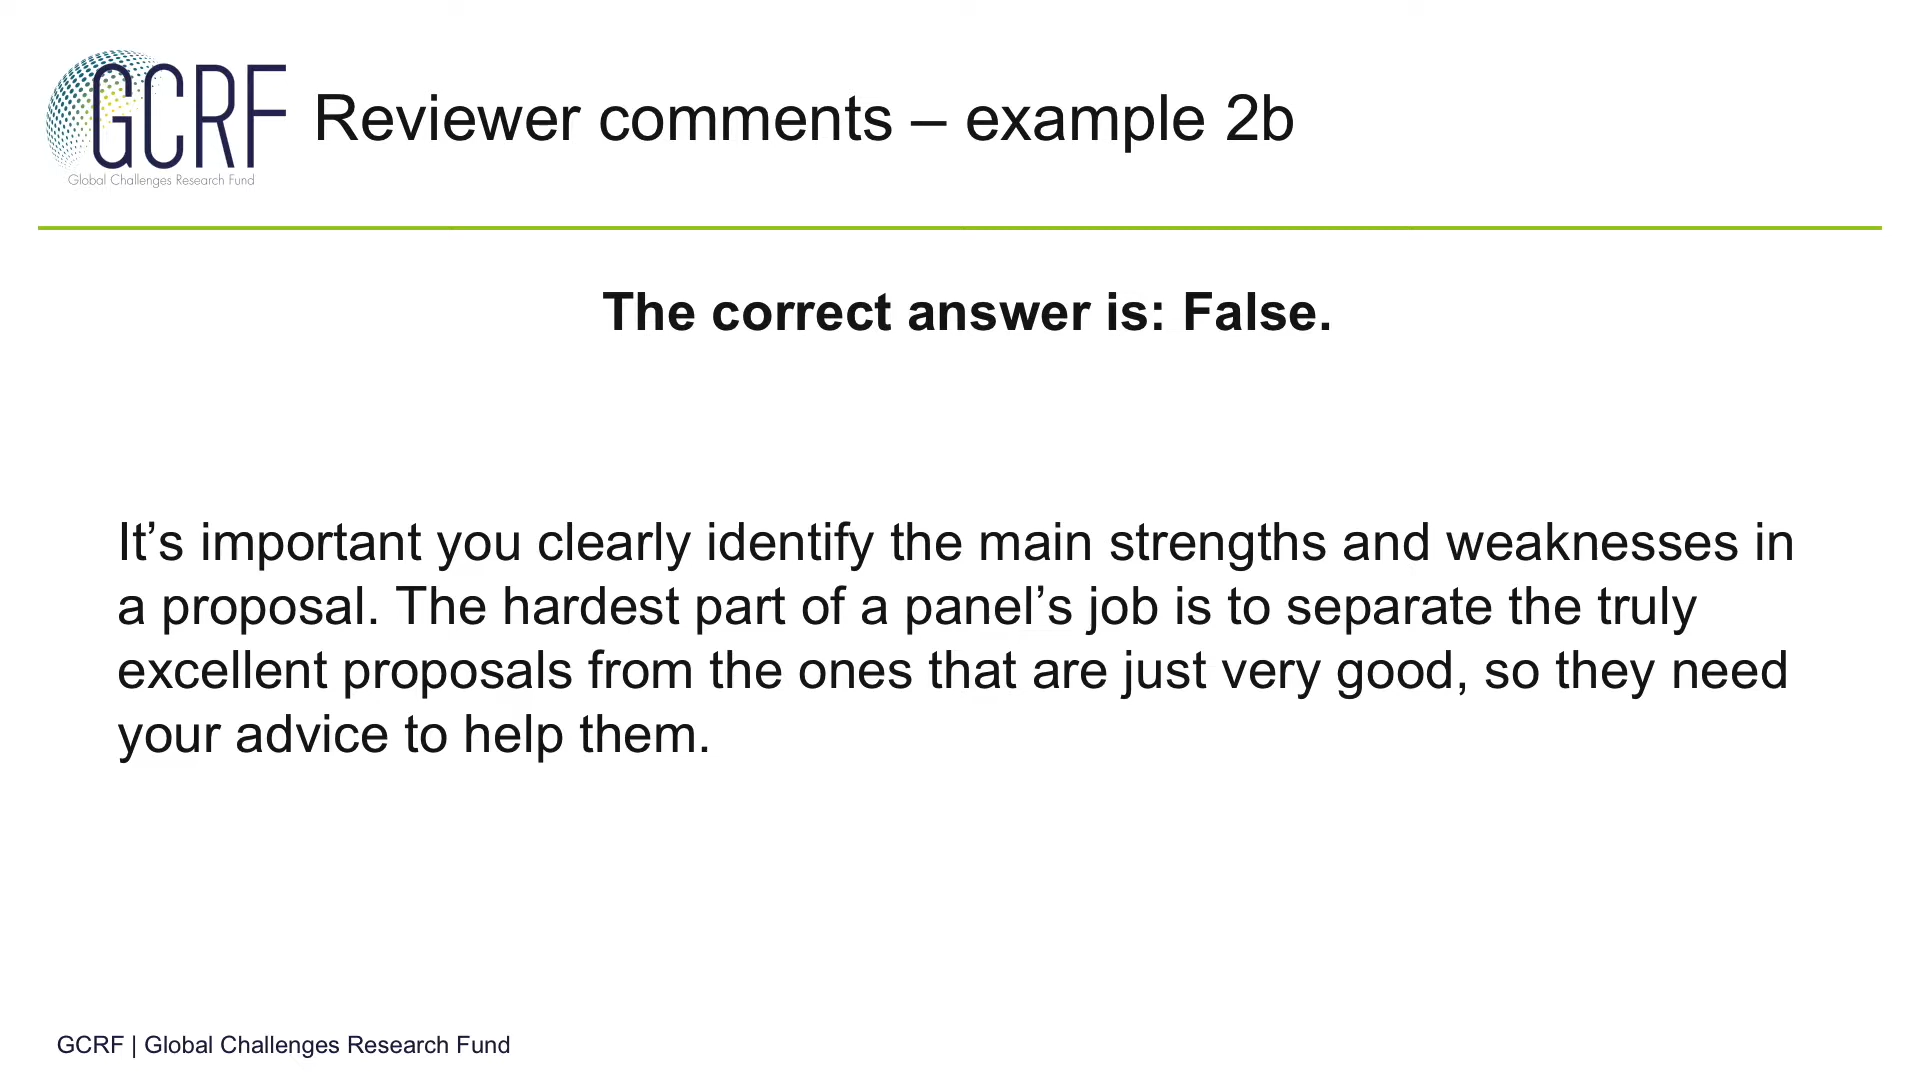 GCRF
Global Challenges Research Fund
Reviewer comments – example 2b
The correct answer is: False.
It’s important you clearly identify the main strengths and weaknesses in
a proposal. The hardest part of a panel’s job is to separate the truly
excellent proposals from the ones that are just very good, so they need
your advice to help them.
GCRF | Global Challenges Research Fund